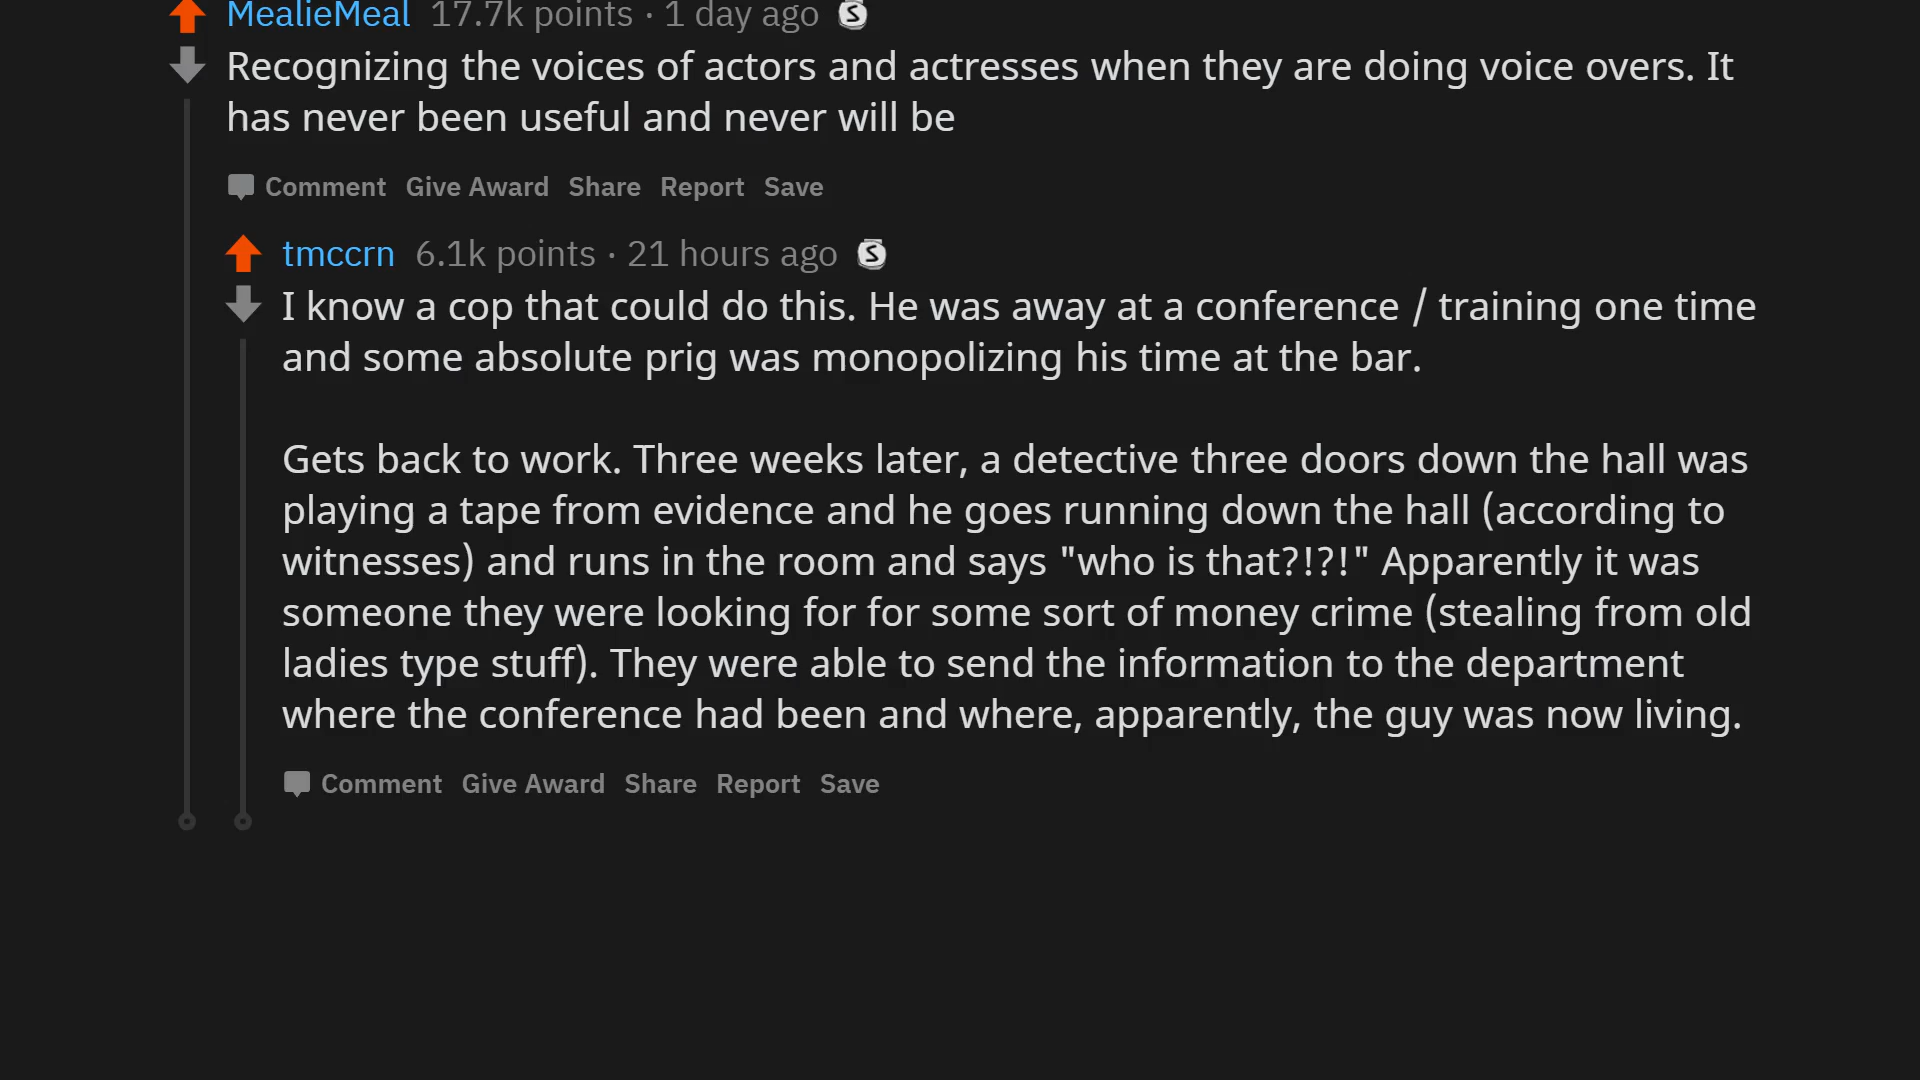 MealieMeal 17.7k points · 1 day ago S
Recognizing the voices of actors and actresses when they are doing voice overs. It
has never been useful and never will be
Comment Give Award Share Report Save
tmccrn 6.1k points · 21 hours ago S
I know a cop that could do this. He was away at a conference / training one time
and some absolute prig was monopolizing his time at the bar.
Gets back to work. Three weeks later, a detective three doors down the hall was
playing a tape from evidence and he goes running down the hall (according to
witnesses) and runs in the room and says "who is that?!?!" Apparently it was
someone they were looking for for some sort of money crime (stealing from old
ladies type stuff). They were able to send the information to the department
where the conference had been and where, apparently, the guy was now living.
Comment Give Award Share Report Save